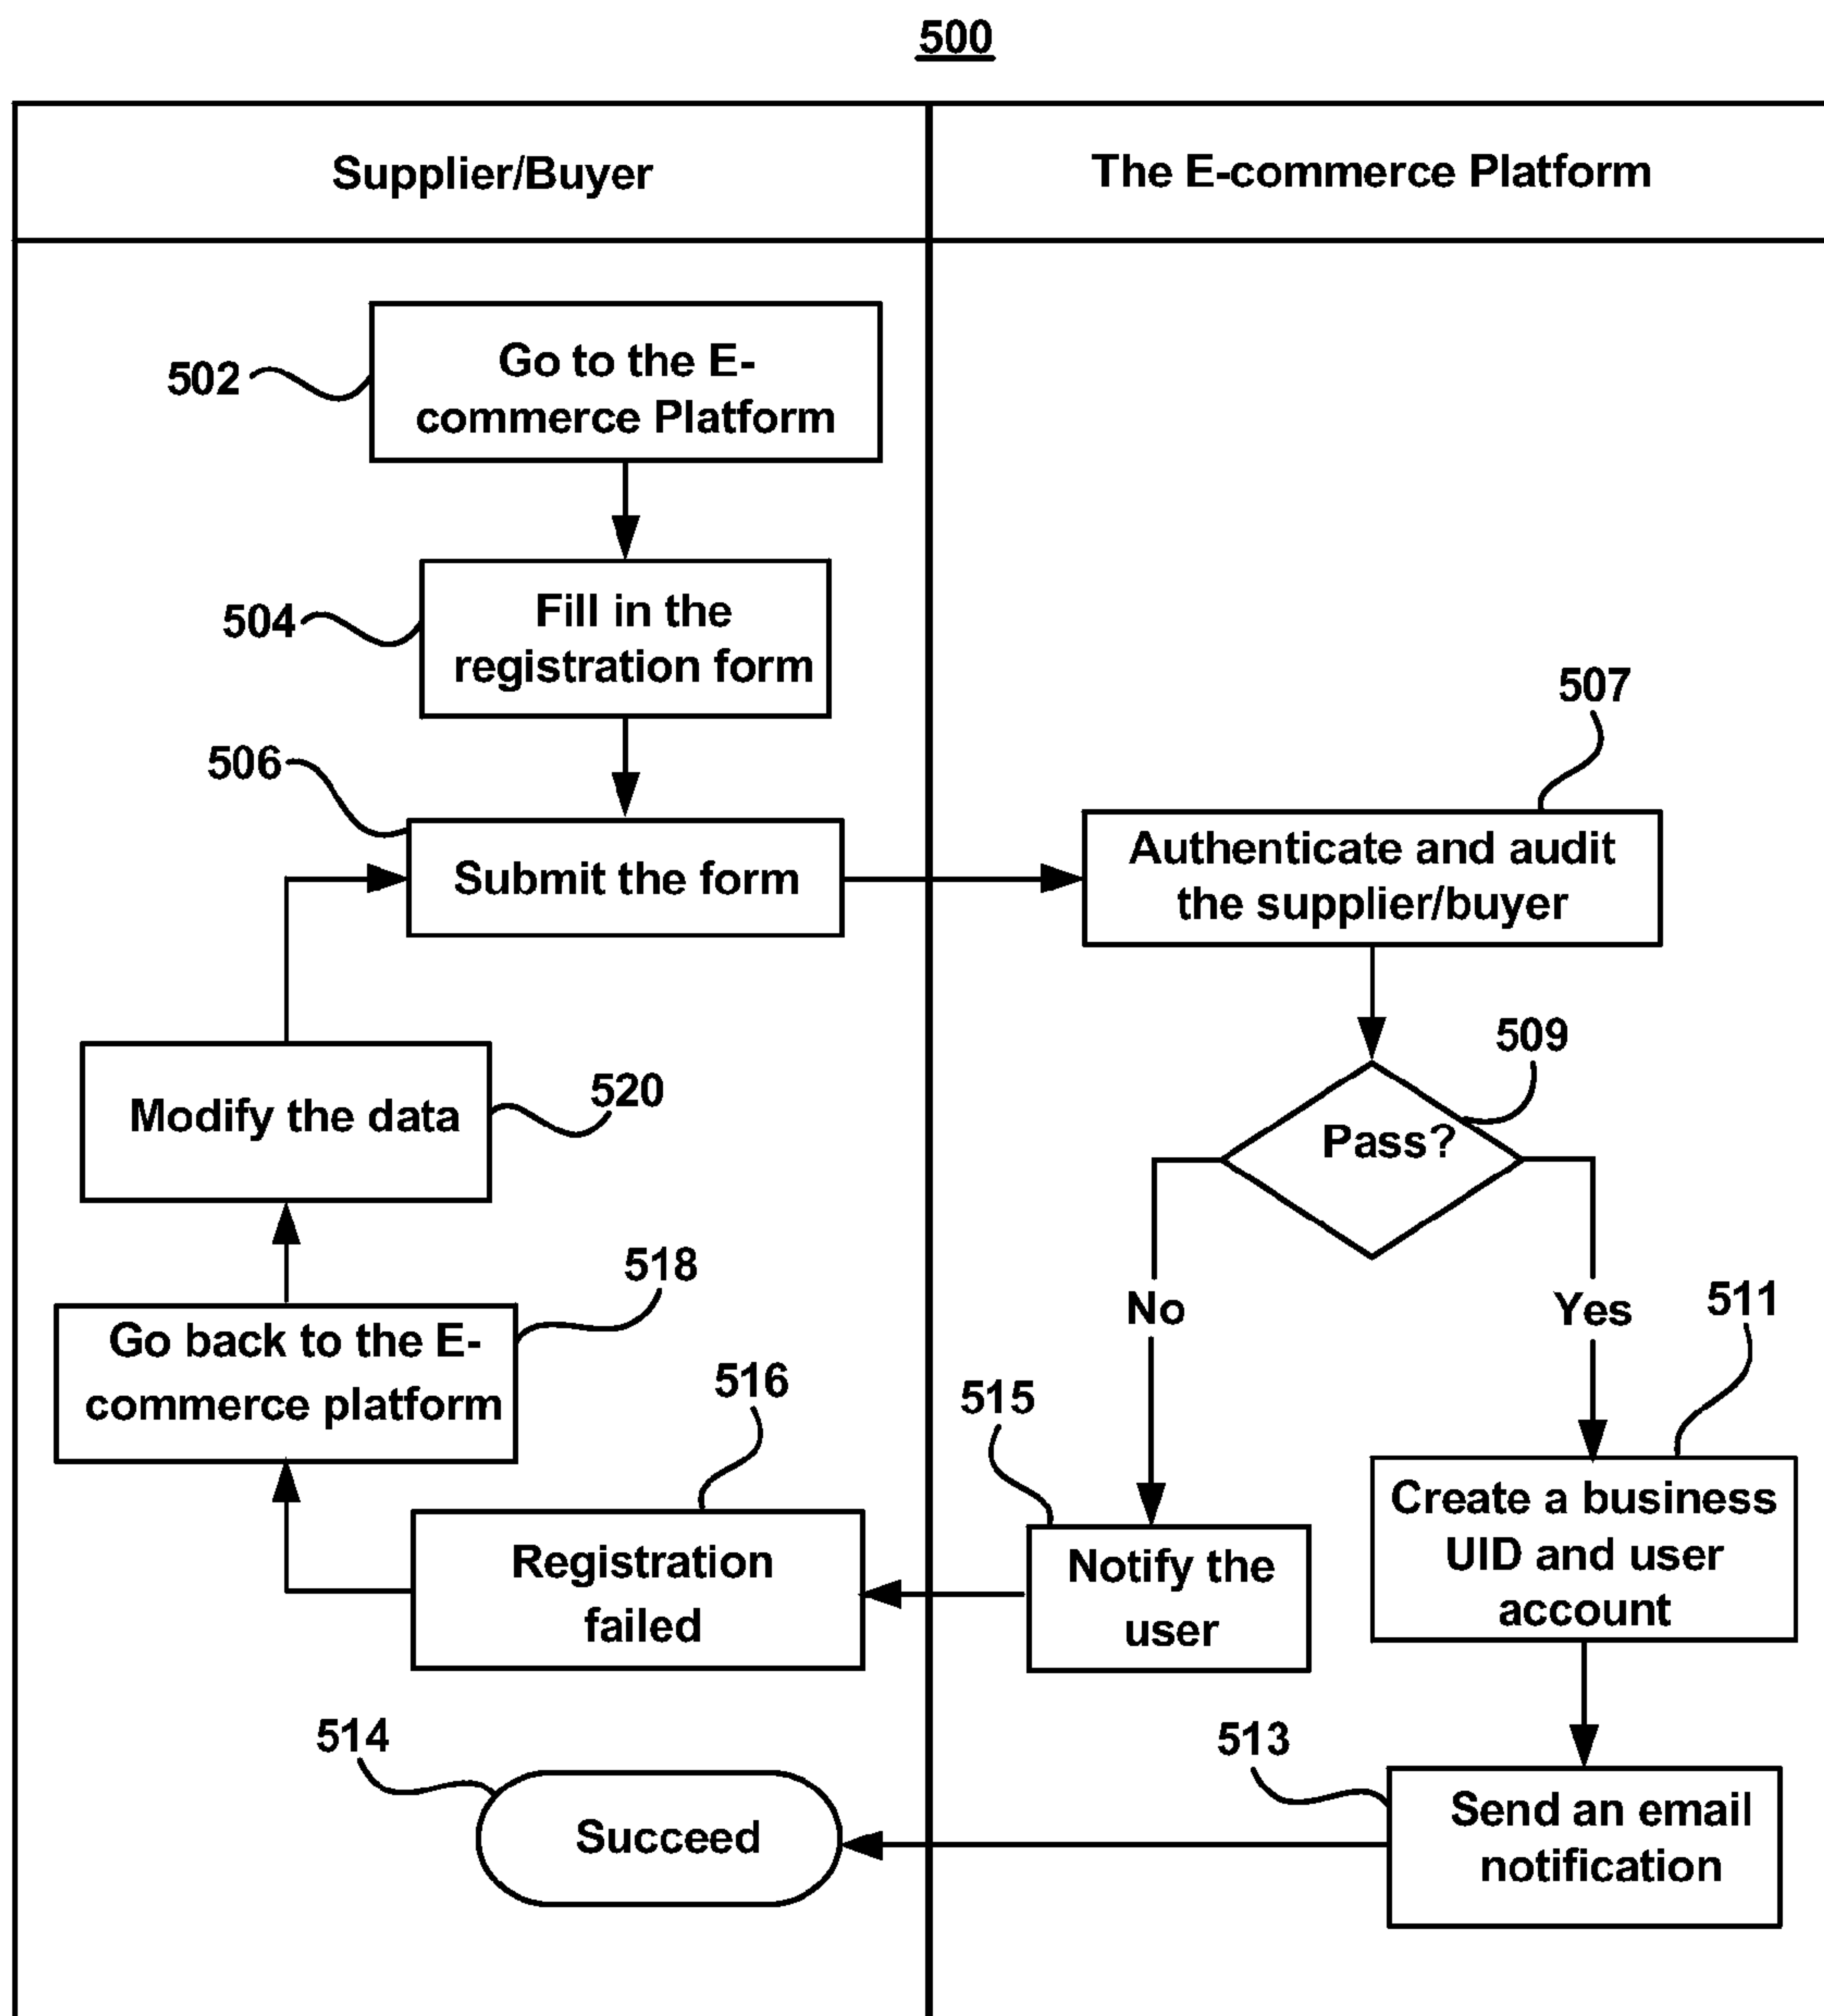 500
Supplier/Buyer
The E-commerce Platform
502
Go to the E-
commerce Platform
504
Fill in the
registration form
506
Submit the form
507
Authenticate and audit
the supplier/buyer
509
Pass?
No
Yes
520
Modify the data
518
Go back to the E-
commerce platform
516
Registration
failed
515
Notify the
user
511
Create a business
UID and user
account
514
Succeed
513
Send an email
notification